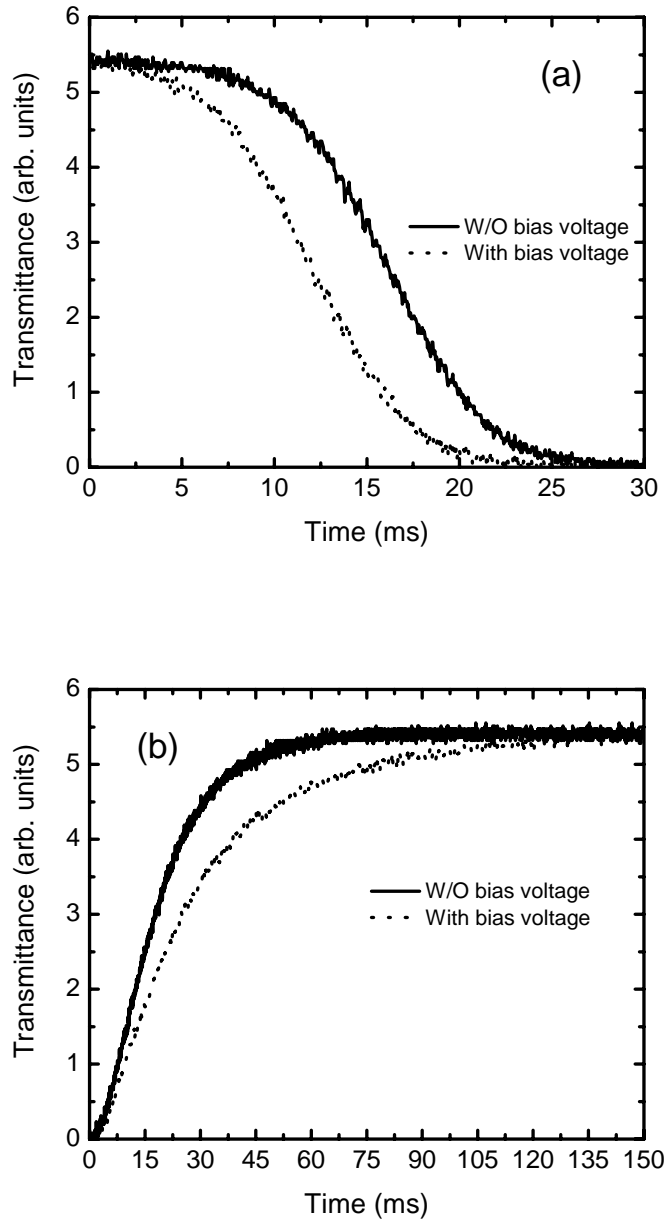 6
5
4
3
2
1
0
Transmittance (arb. units)
(a)
W/O bias voltage
With bias voltage
0 5 10 15 20 25 30
Time (ms)
6
5
4
3
2
1
0
Transmittance (arb. units)
(b)
W/O bias voltage
With bias voltage
0 15 30 45 60 75 90 105 120 135 150
Time (ms)